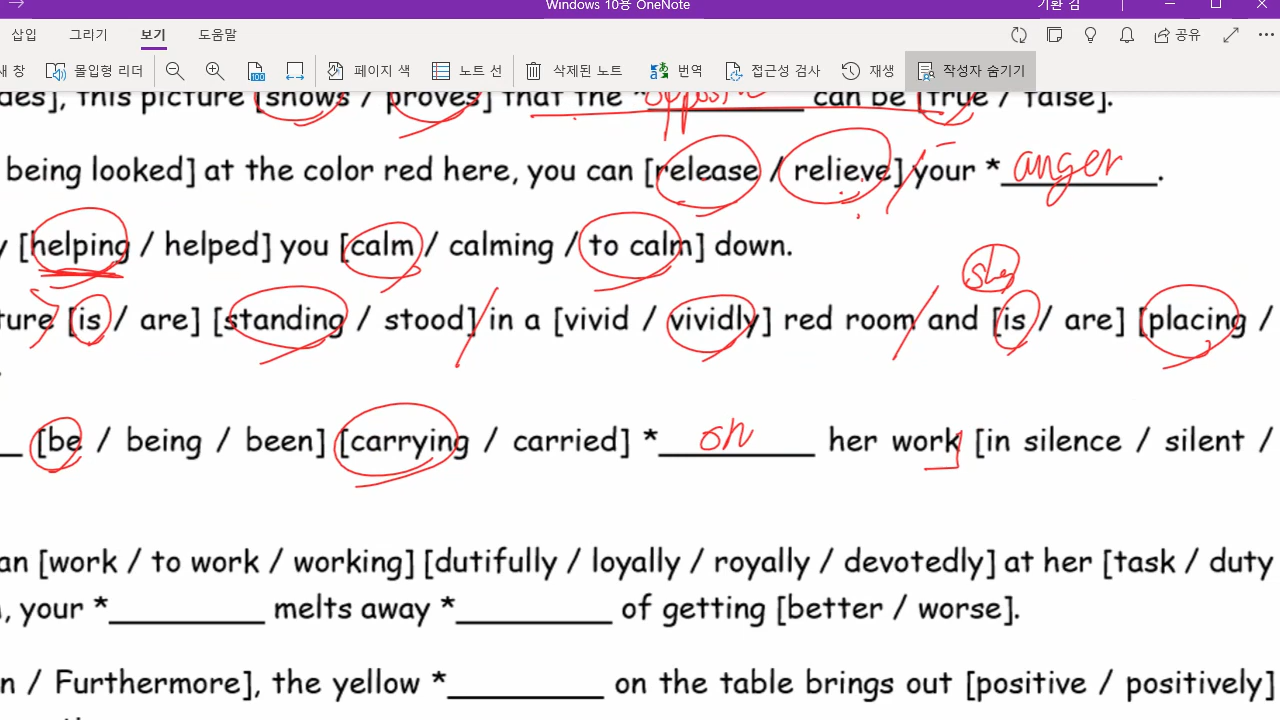 Windows 10용 OneNote 기환 김
삽입 그리기 보기 도움말 공유
새 창 몰입형 리더 100 페이지 색 노트 선 삭제된 노트 번역 접근성 검사 재생 작성자 숨기기
des], this picture [shows / proves] that the *opposite can be [true / false].
being looked] at the color red here, you can [release / relieve] your *anger.
y [helping / helped] you [calm / calming / to calm] down.
she
ture [is / are] [standing / stood] in a [vivid / vividly] red room and [is / are] [placing /
[be / being / been] [carrying / carried] *on her work [in silence / silent /
an [work / to work / working] [dutifully / loyally / royally / devotedly] at her [task / duty
, your *__________ melts away *__________ of getting [better / worse].
n / Furthermore], the yellow *__________ on the table brings out [positive / positively]